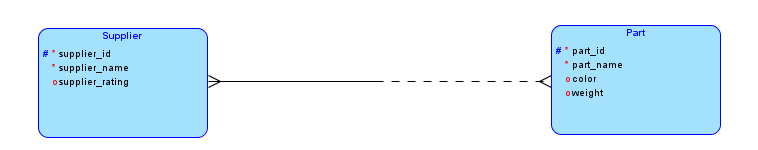 Supplier
# * supplier_id
* supplier_name
o supplier_rating
Part
# * part_id
* part_name
o color
o weight